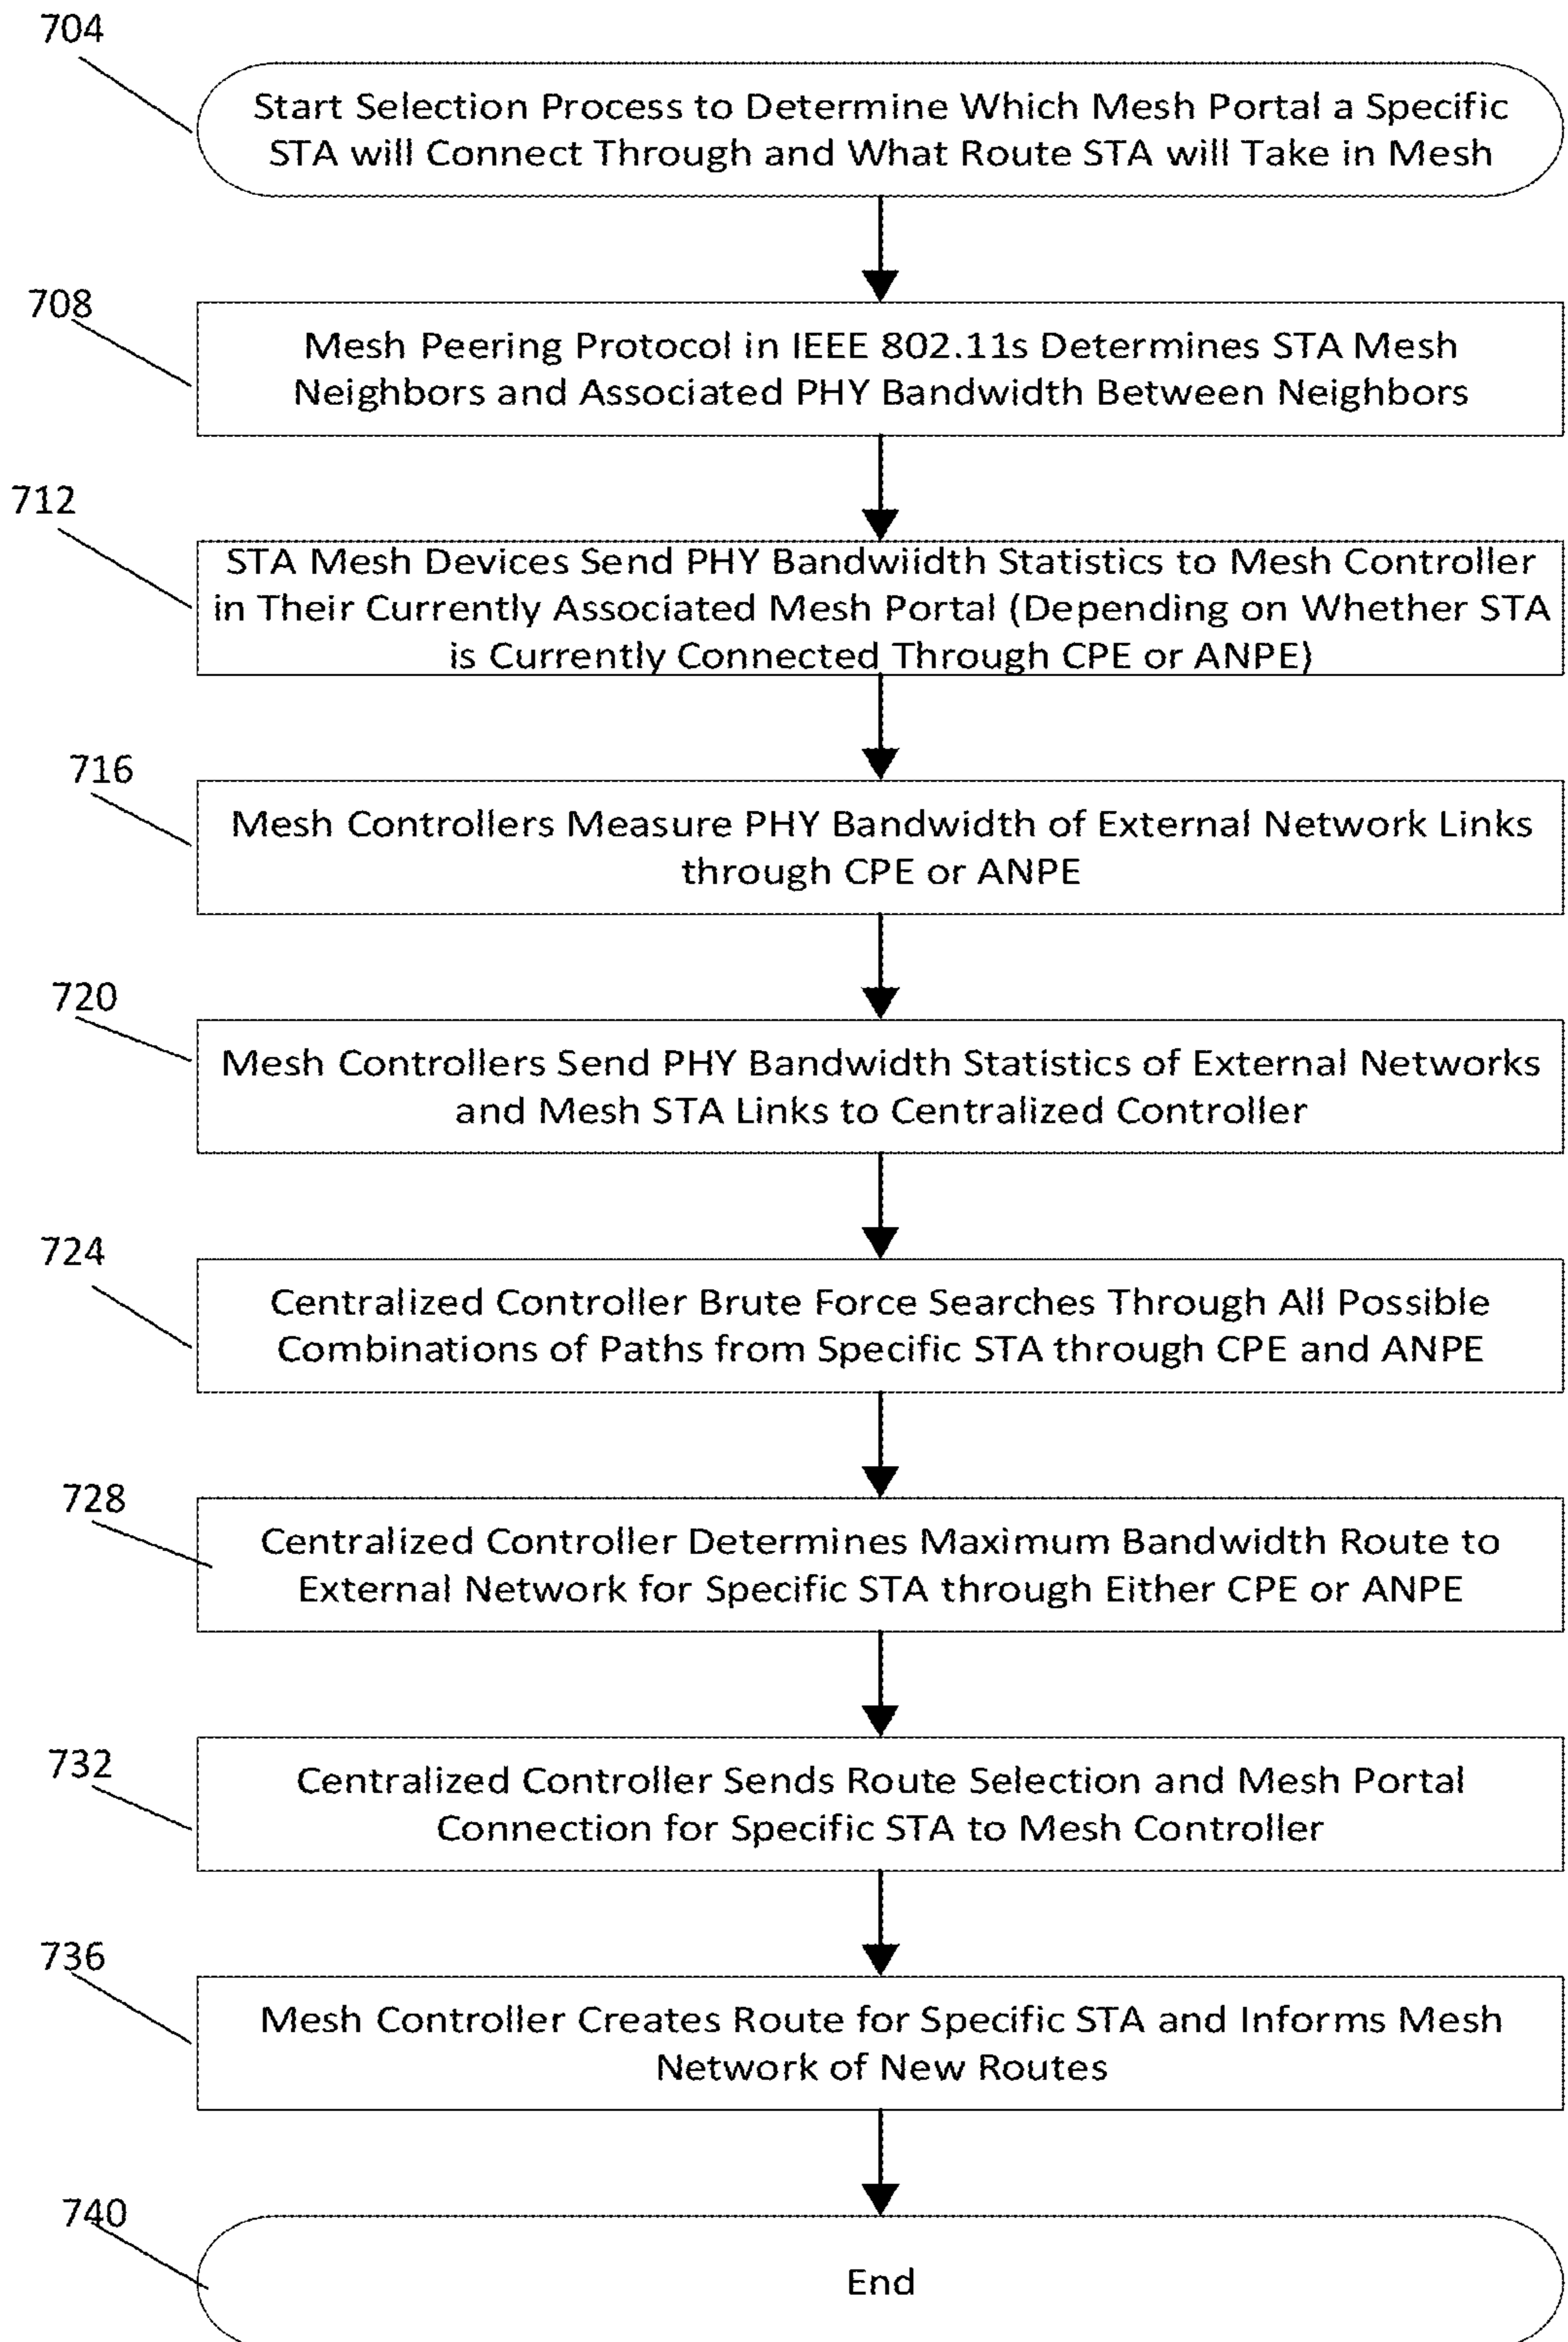 704
Start Selection Process to Determine Which Mesh Portal a Specific
STA will Connect Through and What Route STA will Take in Mesh
708
Mesh Peering Protocol in IEEE 802.11s Determines STA Mesh
Neighbors and Associated PHY Bandwidth Between Neighbors
712
STA Mesh Devices Send PHY Bandwiidth Statistics to Mesh Controller
in Their Currently Associated Mesh Portal (Depending on Whether STA
is Currently Connected Through CPE or ANPE)
716
Mesh Controllers Measure PHY Bandwidth of External Network Links
through CPE or ANPE
720
Mesh Controllers Send PHY Bandwidth Statistics of External Networks
and Mesh STA Links to Centralized Controller
724
Centralized Controller Brute Force Searches Through All Possible
Combinations of Paths from Specific STA through CPE and ANPE
728
Centralized Controller Determines Maximum Bandwidth Route to
External Network for Specific STA through Either CPE or ANPE
732
Centralized Controller Sends Route Selection and Mesh Portal
Connection for Specific STA to Mesh Controller
736
Mesh Controller Creates Route for Specific STA and Informs Mesh
Network of New Routes
740
End